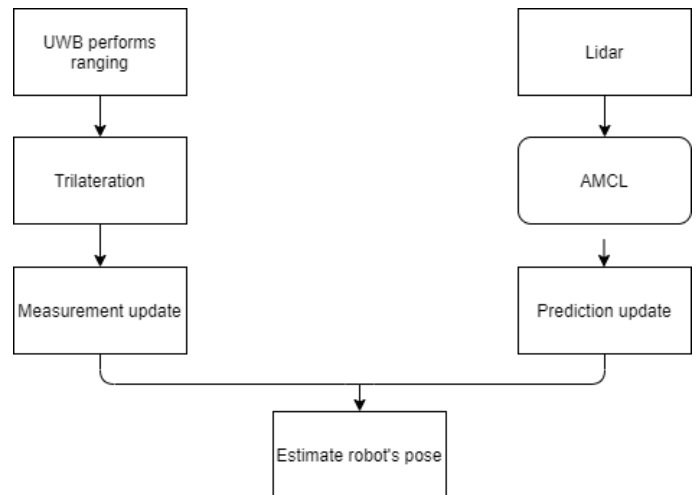 UWB performs
ranging
Lidar
Trilateration
AMCL
Measurement update
Prediction update
Estimate robot's pose